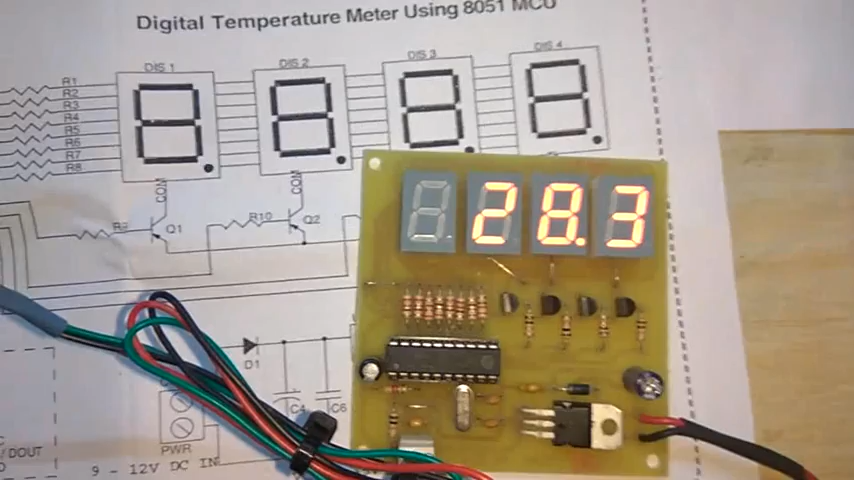 Digital Temperature Meter Using 8051 MCU
DIS 1
DIS 2
DIS 3
DIS 4
R1
R2
R3
R4
R5
R6
R7
R8
COM
COM
R9
Q1
R10
Q2
28.3
D1
C4
C6
PWR
/DOUT
9 - 12V DC IN